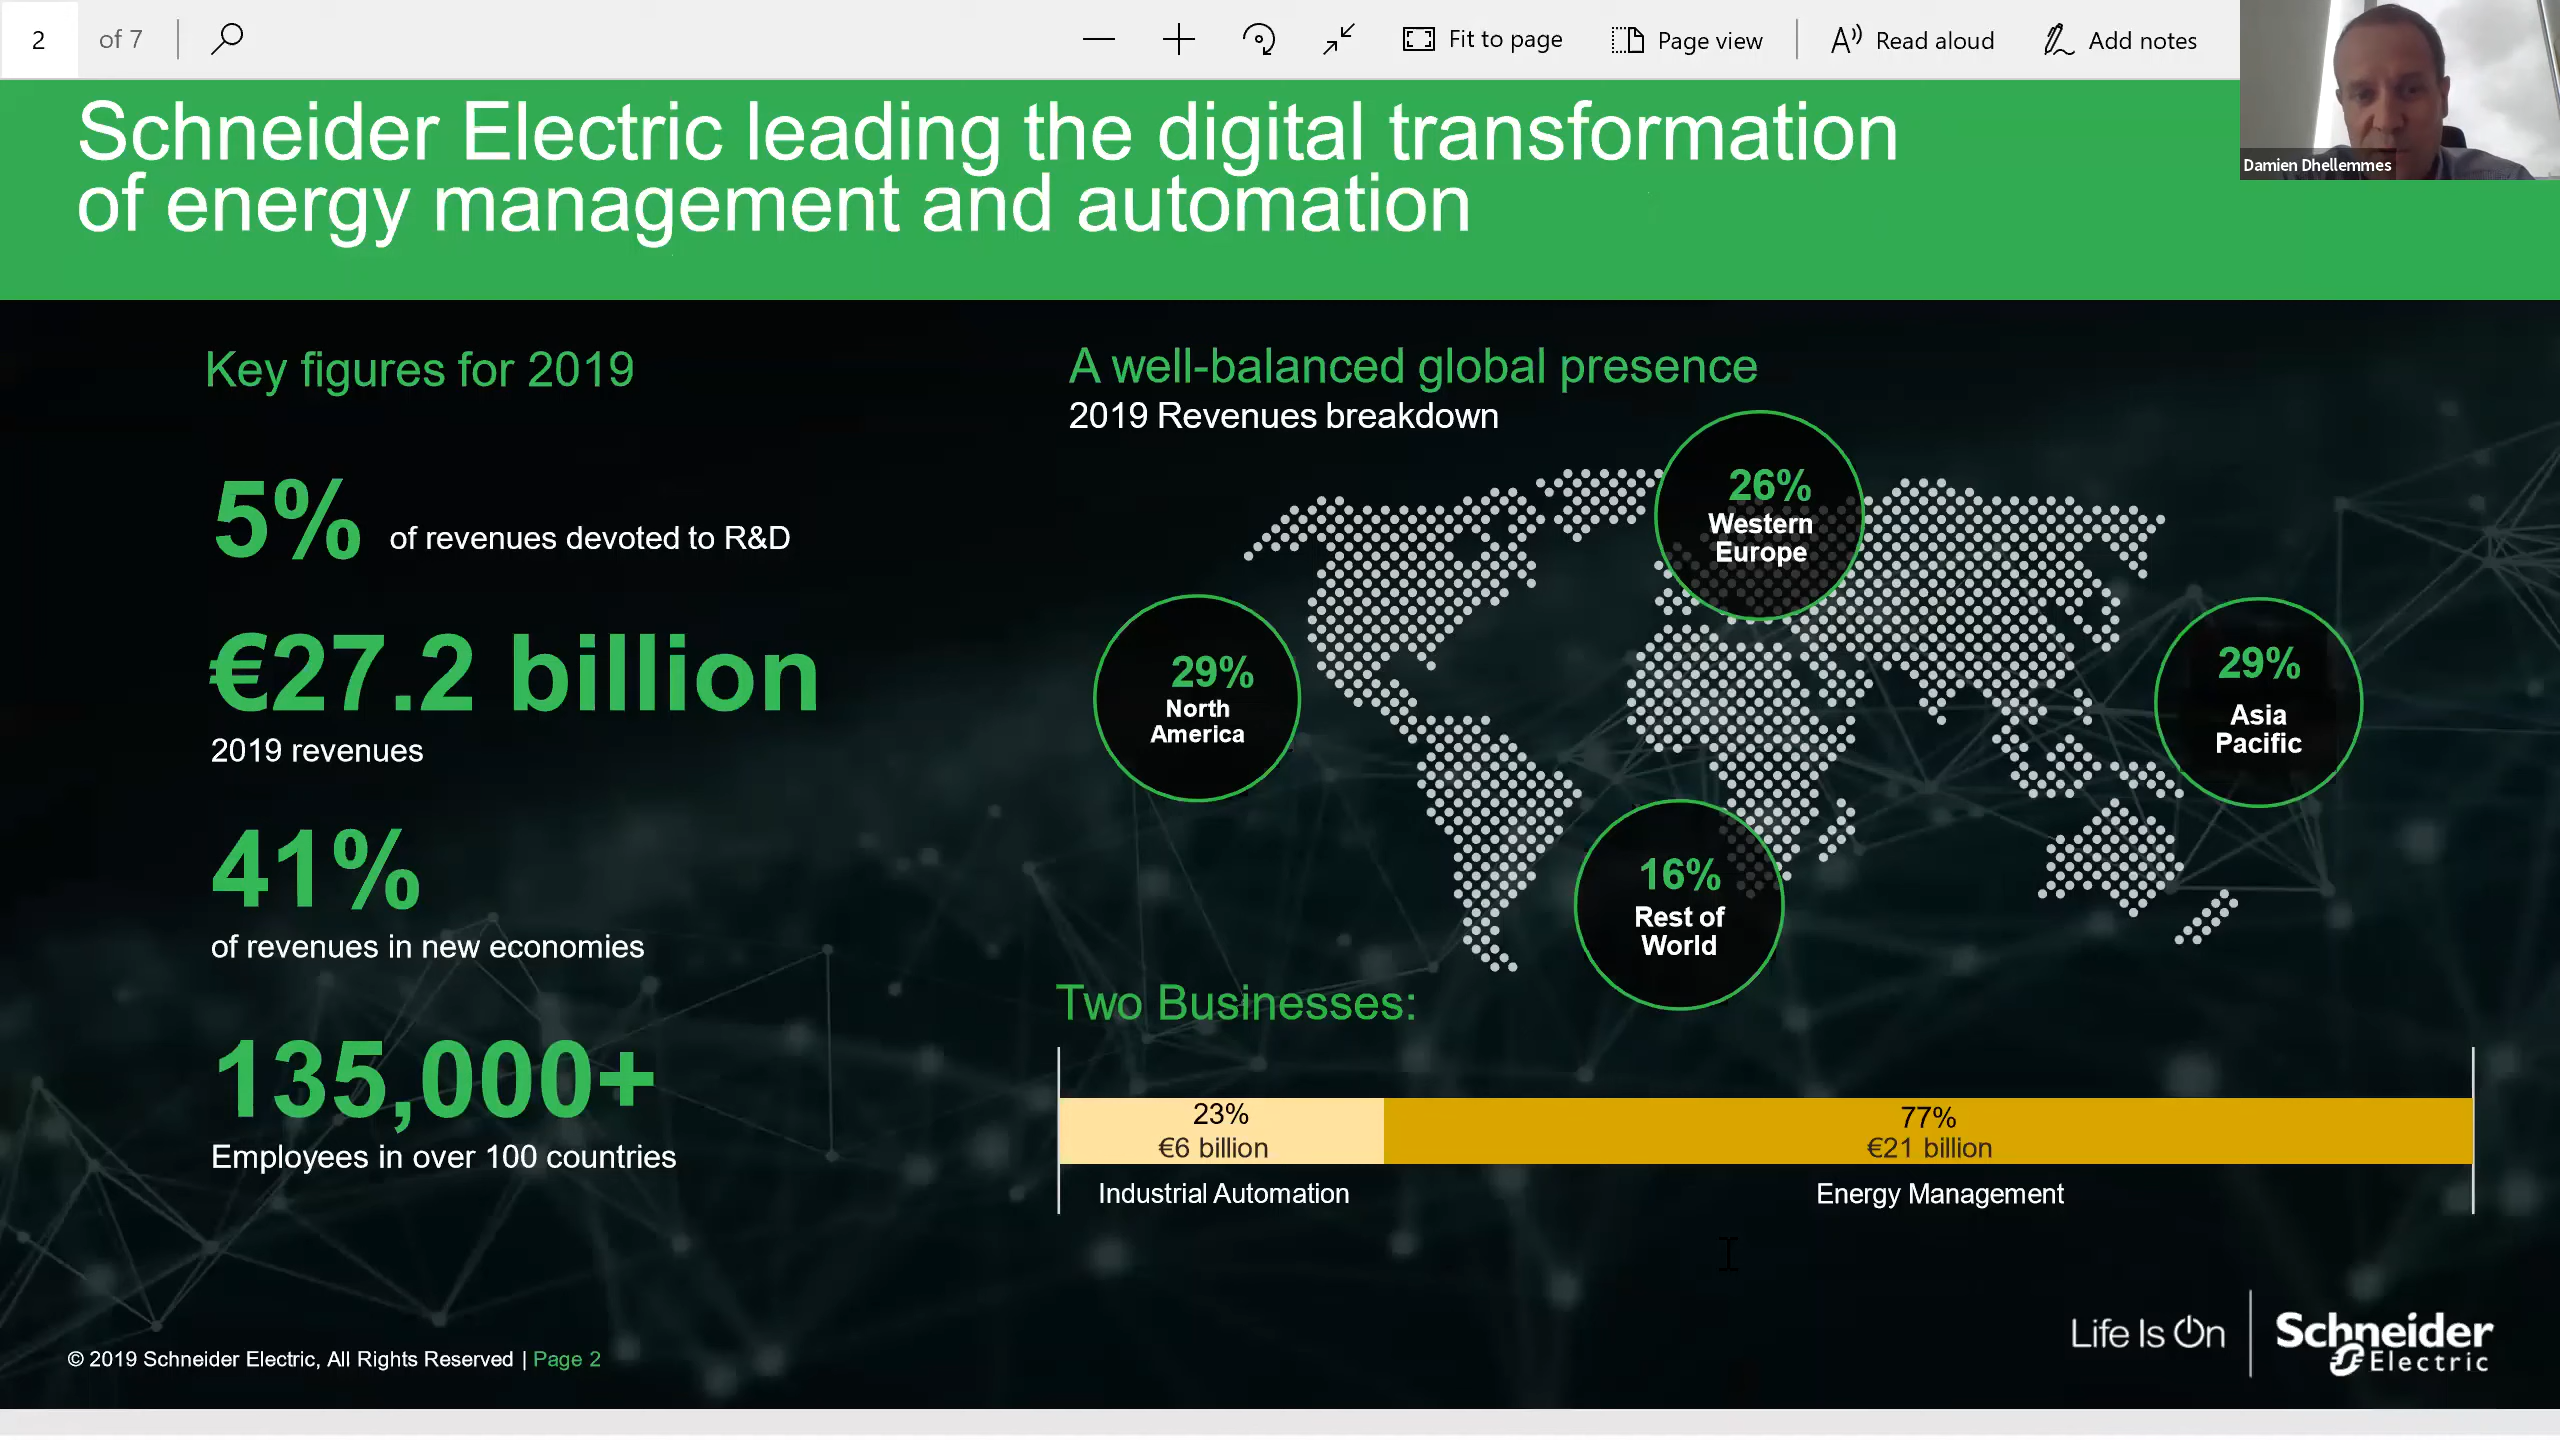 2 of 7
Fit to page
Page view
Read aloud
Add notes
Damien Dhellemmes
Schneider Electric leading the digital transformation
of energy management and automation
Key figures for 2019
5% of revenues devoted to R&D
€27.2 billion
2019 revenues
41%
of revenues in new economies
135,000+
Employees in over 100 countries
A well-balanced global presence
2019 Revenues breakdown
26%
Western
Europe
29%
North
America
29%
Asia
Pacific
16%
Rest of
World
Two Businesses:
23%
€6 billion
Industrial Automation
77%
€21 billion
Energy Management
© 2019 Schneider Electric, All Rights Reserved | Page 2
Life Is On
Schneider
Electric